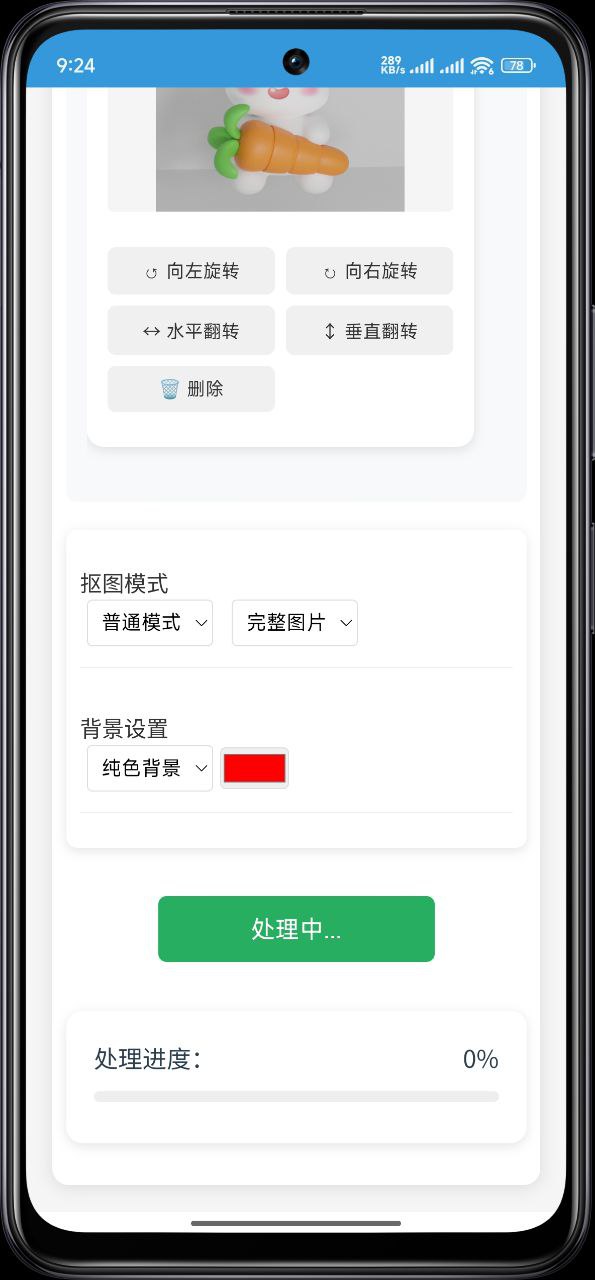 9:24 289 KB/s 6 78
向左旋转 向右旋转
水平翻转 垂直翻转
删除
抠图模式
普通模式 完整图片
背景设置
纯色背景
处理中...
处理进度： 0%